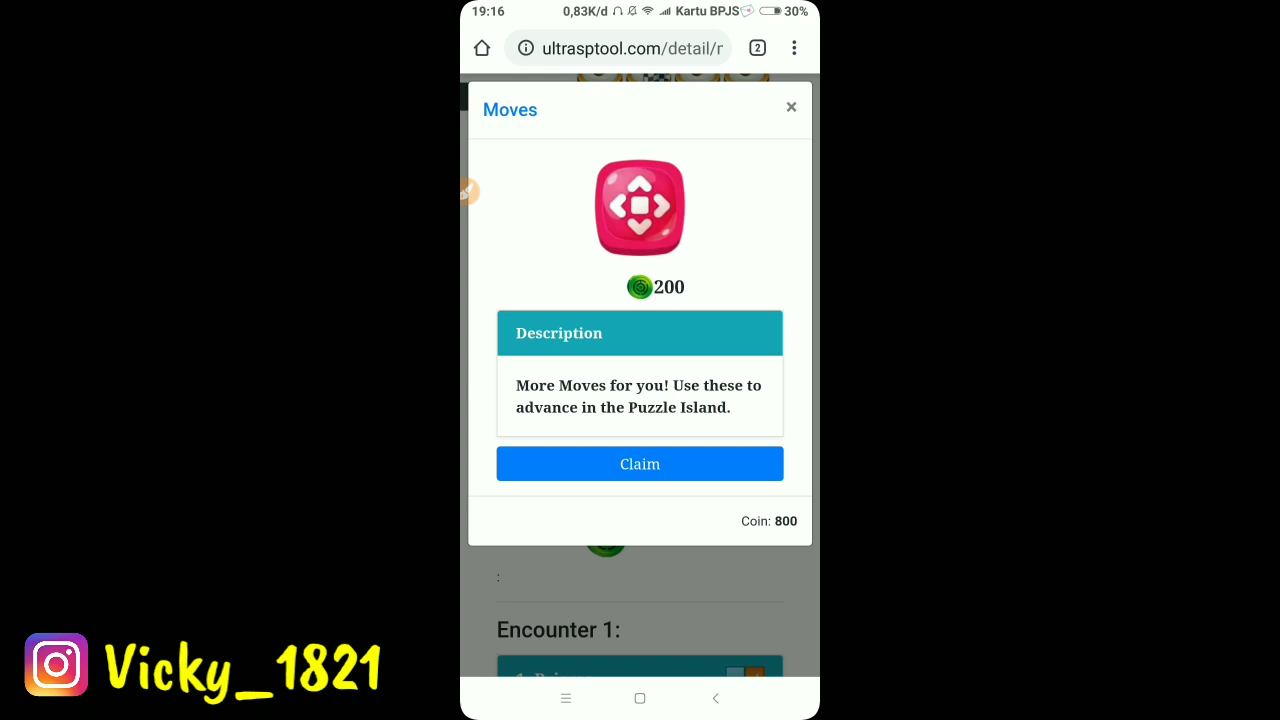 19:16 0,83K/d Kartu BPJS 30%
ultrasptool.com/detail/r 2
Moves ×
200
Description
More Moves for you! Use these to
advance in the Puzzle Island.
Claim
Coin: 800
:
Encounter 1:
Vicky_1821